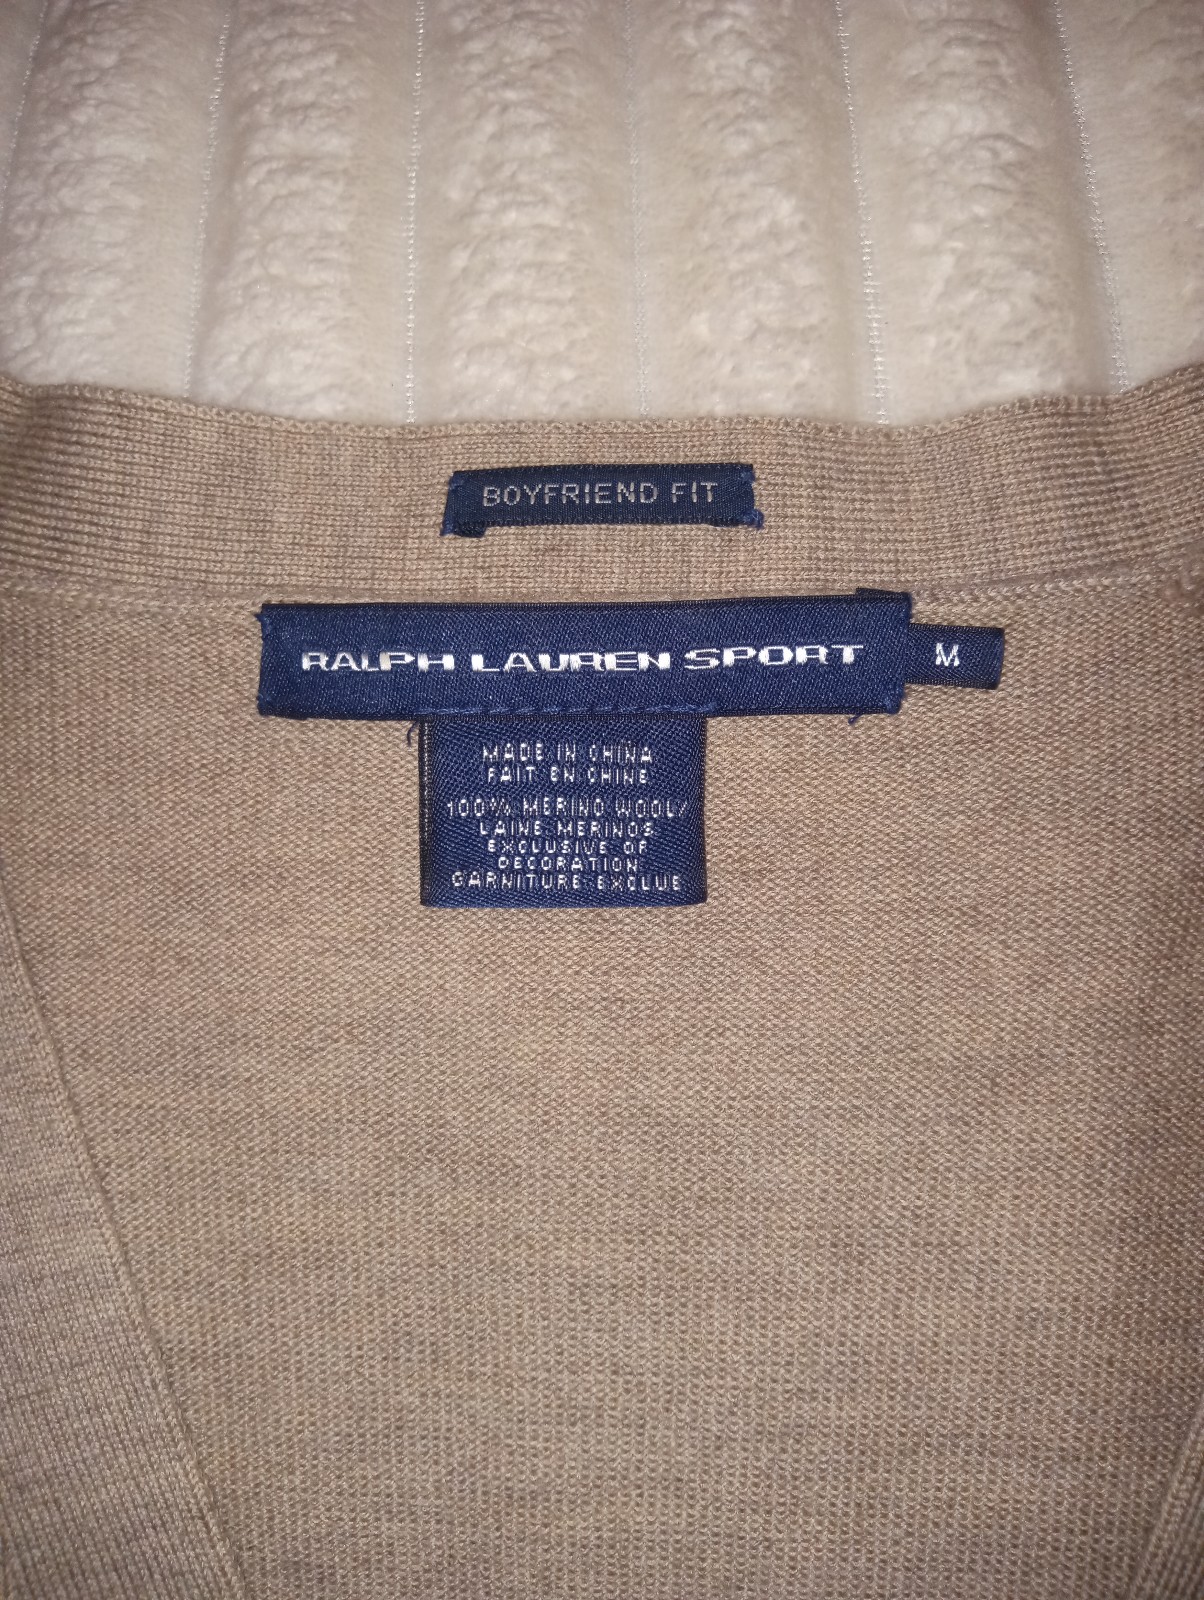 BOYFRIEND FIT
RALPH LAUREN SPORT
M
MADE IN CHINA
FAIT EN CHINE
100% MERINO WOOL/
LAINE MERINOS
EXCLUSIVE OF
DECORATION
GARNITURE EXCLUE